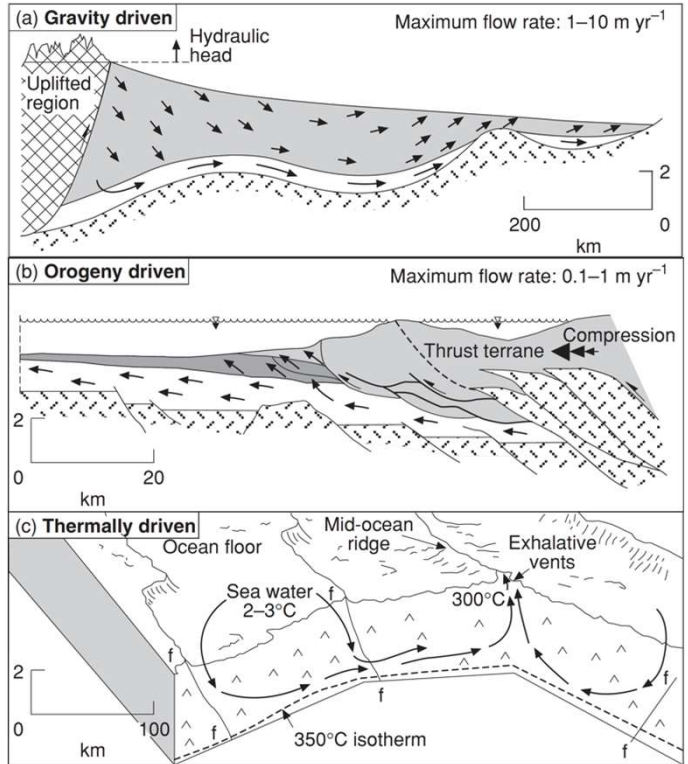 (a) Gravity driven
Maximum flow rate: 1–10 m yr⁻¹
Hydraulic
head
Uplifted
region
2
200
0
km
(b) Orogeny driven
Maximum flow rate: 0.1–1 m yr⁻¹
Compression
Thrust terrane
2
0
20
km
(c) Thermally driven
Ocean floor
Mid-ocean
ridge
Exhalative
vents
Sea water
2–3°C
f
300°C
f
f
f
2
0
100
f
f
km
350°C isotherm